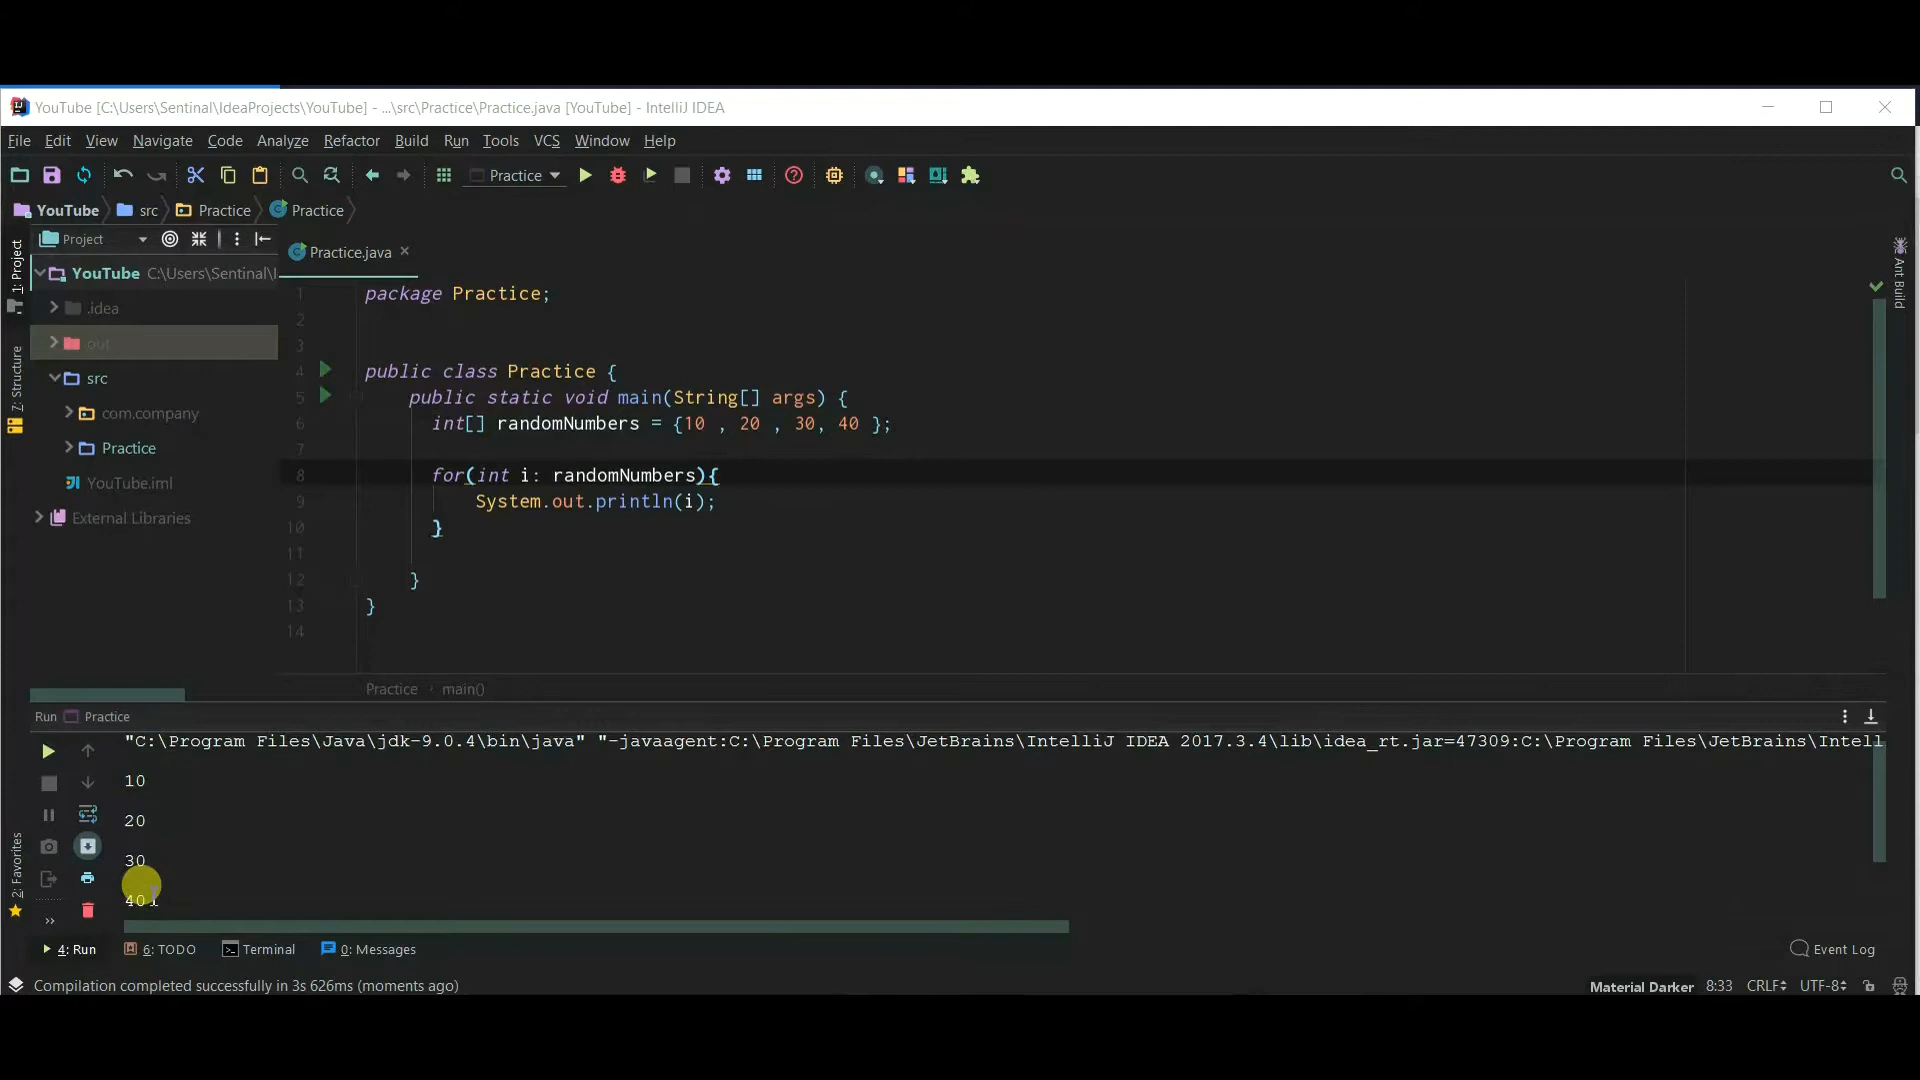 YouTube [C:\Users\Sentinal\IdeaProjects\YouTube] - ...\src\Practice\Practice.java [YouTube] - IntelliJ IDEA
File Edit View Navigate Code Analyze Refactor Build Run Tools VCS Window Help
Practice
YouTube src Practice Practice
Project
1: Project
Practice.java
Ant Build
YouTube C:\Users\Sentinal\I
.idea
out
src
com.company
Practice
YouTube.iml
External Libraries
7: Structure
1 package Practice;
2
3
4 public class Practice {
5 public static void main(String[] args) {
6 int[] randomNumbers = {10 , 20 , 30, 40 };
7
8 for(int i: randomNumbers){
9 System.out.println(i);
10 }
11
12 }
13 }
14
Practice main()
Run Practice
"C:\Program Files\Java\jdk-9.0.4\bin\java" "-javaagent:C:\Program Files\JetBrains\IntelliJ IDEA 2017.3.4\lib\idea_rt.jar=47309:C:\Program Files\JetBrains\Intell
10
20
30
40
2: Favorites
4: Run 6: TODO Terminal 0: Messages Event Log
Compilation completed successfully in 3s 626ms (moments ago) Material Darker 8:33 CRLF UTF-8